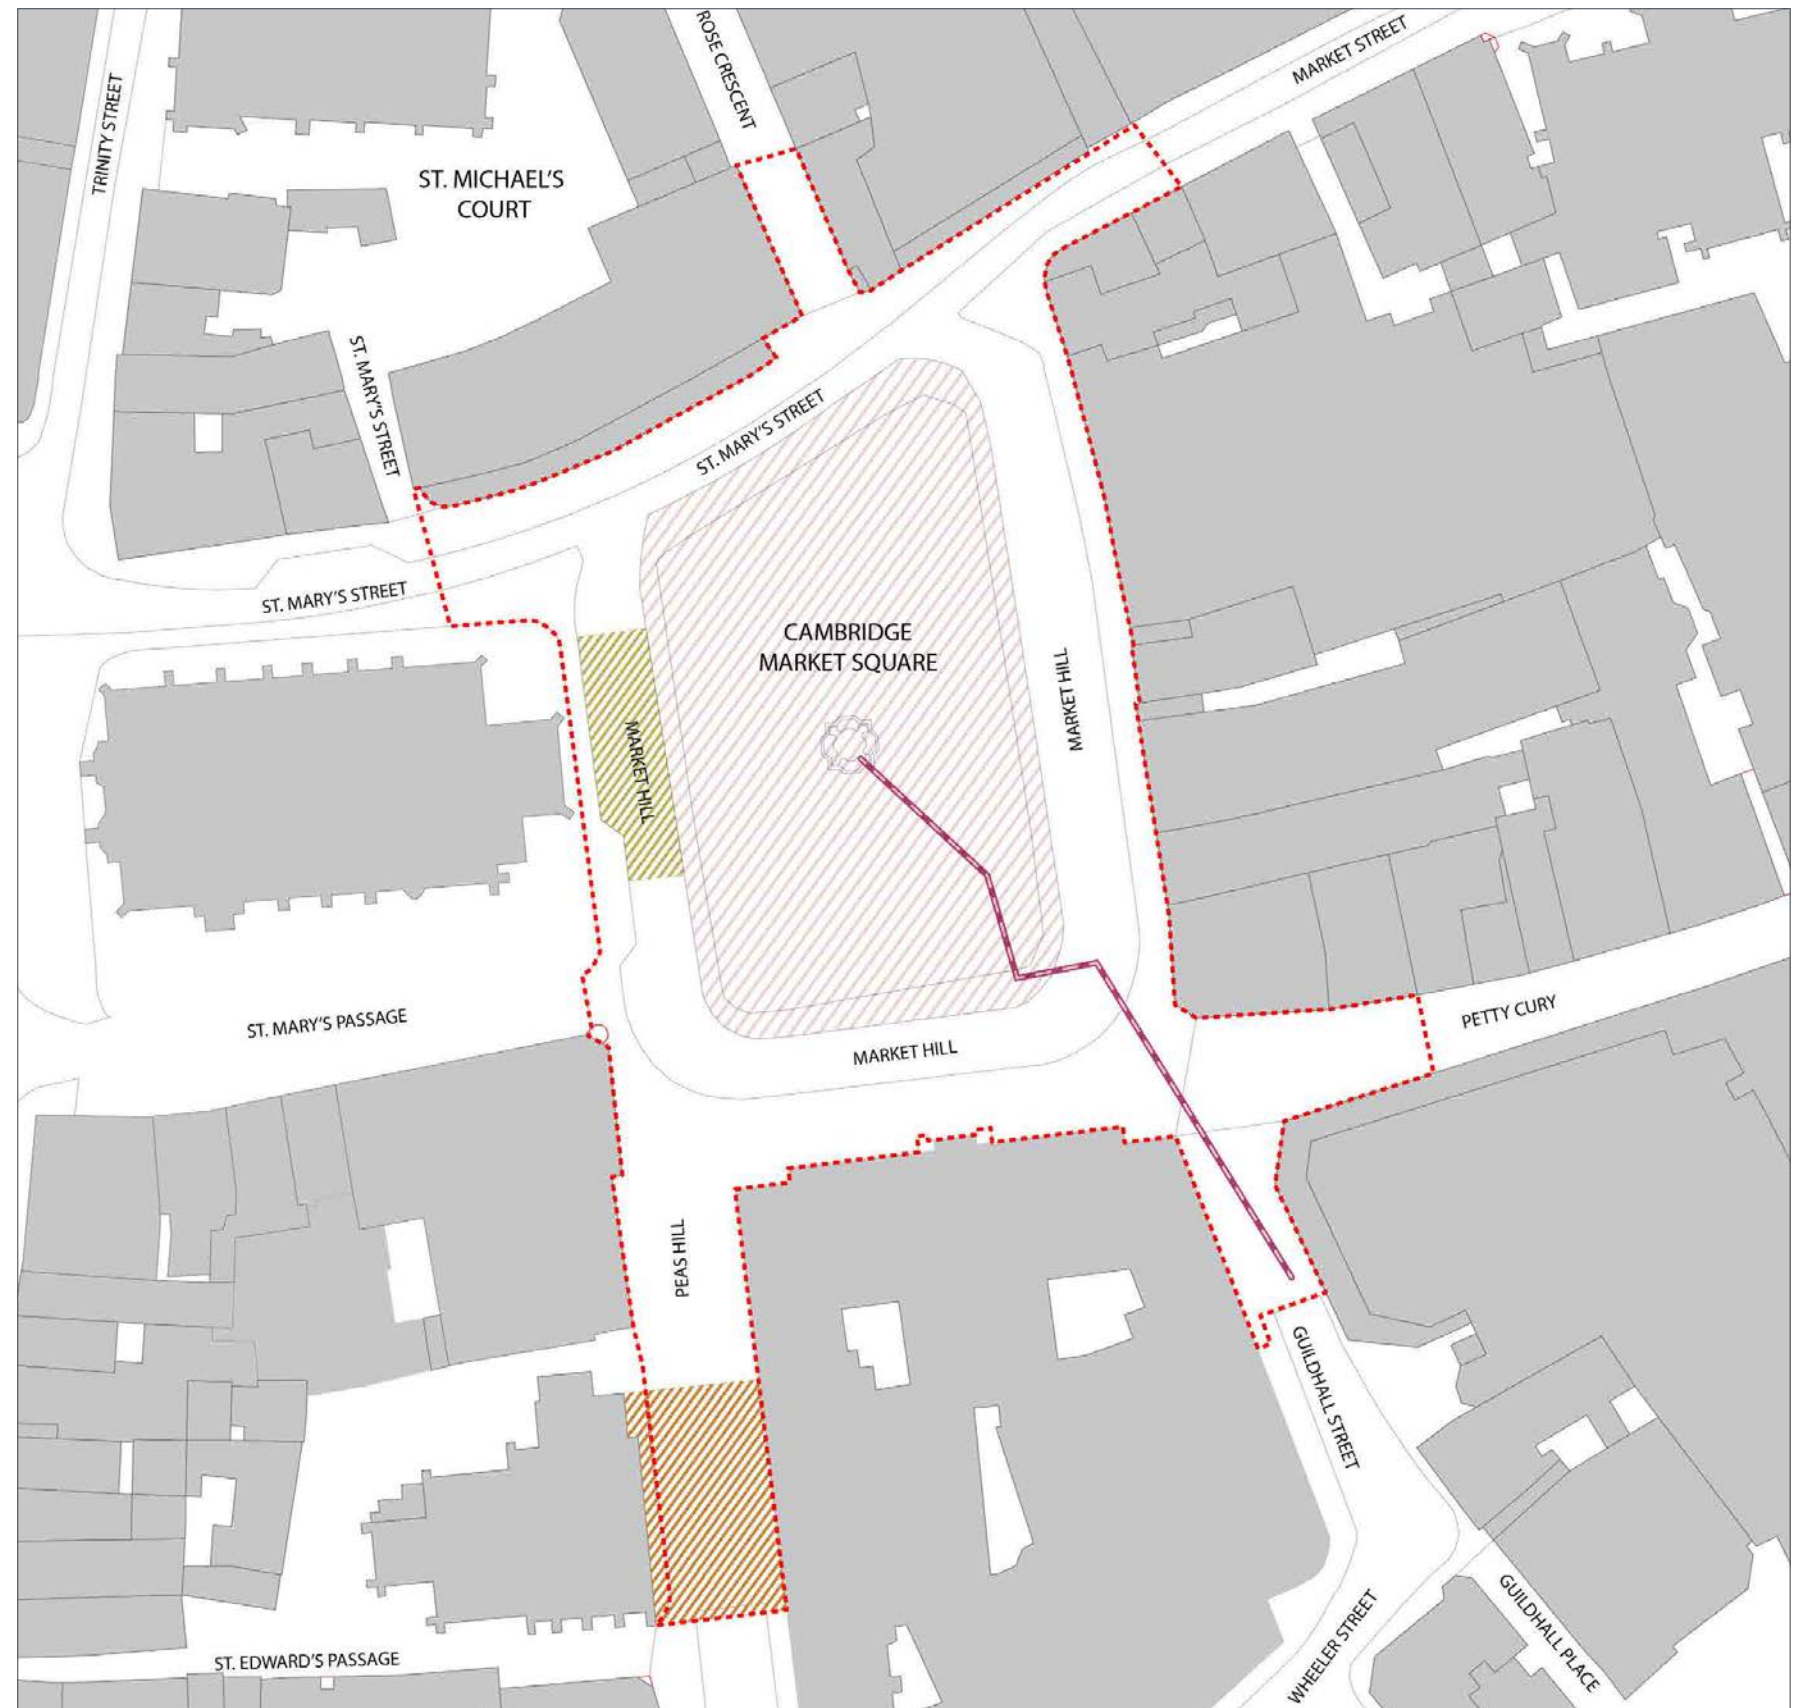 ROSE CRESCENT
MARKET STREET
TRINITY STREET
ST. MICHAEL'S
COURT
ST. MARY'S STREET
ST. MARY'S STREET
ST. MARY'S STREET
CAMBRIDGE
MARKET SQUARE
MARKET HILL
MARKET HILL
ST. MARY'S PASSAGE
PETTY CURY
MARKET HILL
PEAS HILL
GUILDHALL STREET
WHEELER STREET
GUILDHALL PLACE
ST. EDWARD'S PASSAGE